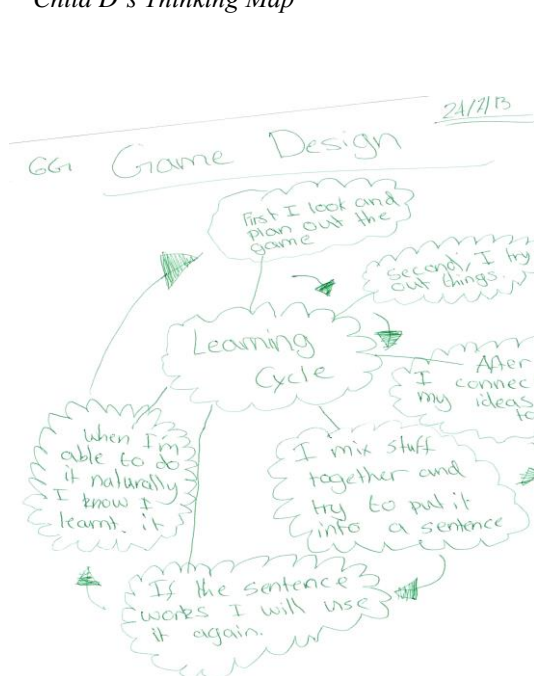 Child D's Thinking Map
24/7/13
6G1 Game Design
First I look and
plan out the
game
second, I try
out things.
Learning
Cycle
After
I connec
my ideas
to
I mix stuff
together and
try to put it
into a sentence
If the sentence
works I will use
it again.
When I'm
able to do
it naturally
I know I
learnt. it